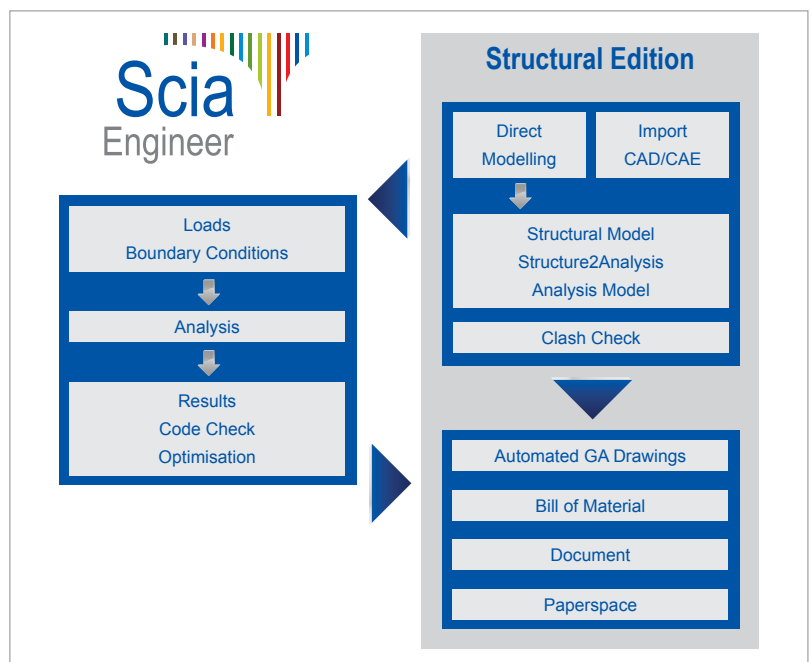 Scia
Engineer
Structural Edition
Direct
Modelling
Import
CAD/CAE
Structural Model
Structure2Analysis
Analysis Model
Clash Check
Loads
Boundary Conditions
Analysis
Results
Code Check
Optimisation
Automated GA Drawings
Bill of Material
Document
Paperspace